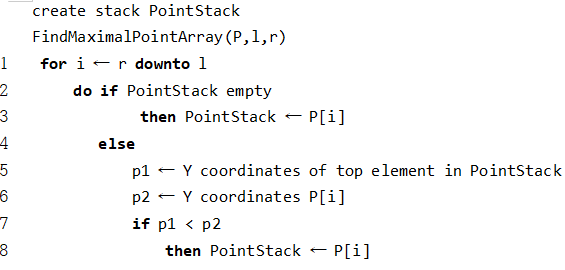 create stack PointStack
FindMaximalPointArray(P,l,r)
1 for i ← r downto l
2 do if PointStack empty
3 then PointStack ← P[i]
4 else
5 p1 ← Y coordinates of top element in PointStack
6 p2 ← Y coordinates P[i]
7 if p1 < p2
8 then PointStack ← P[i]